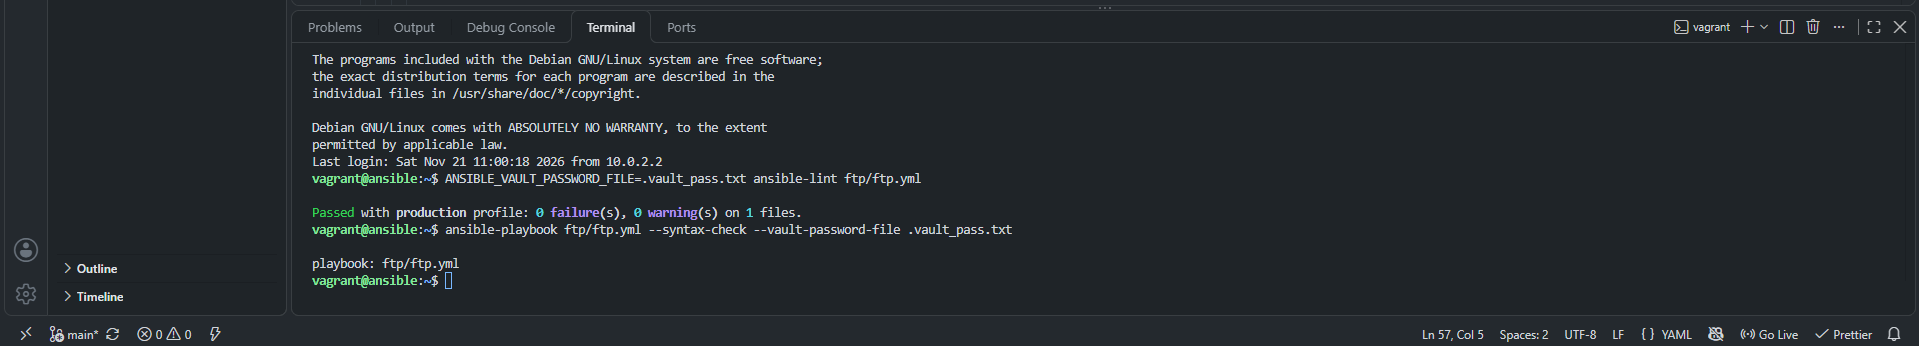 Problems Output Debug Console Terminal Ports vagrant
The programs included with the Debian GNU/Linux system are free software;
the exact distribution terms for each program are described in the
individual files in /usr/share/doc/*/copyright.
Debian GNU/Linux comes with ABSOLUTELY NO WARRANTY, to the extent
permitted by applicable law.
Last login: Sat Nov 21 11:00:18 2026 from 10.0.2.2
vagrant@ansible:~$ ANSIBLE_VAULT_PASSWORD_FILE=.vault_pass.txt ansible-lint ftp/ftp.yml
Passed with production profile: 0 failure(s), 0 warning(s) on 1 files.
vagrant@ansible:~$ ansible-playbook ftp/ftp.yml --syntax-check --vault-password-file .vault_pass.txt
playbook: ftp/ftp.yml
vagrant@ansible:~$
Outline
Timeline
main* 0 0 Ln 57, Col 5 Spaces: 2 UTF-8 LF { } YAML Go Live Prettier